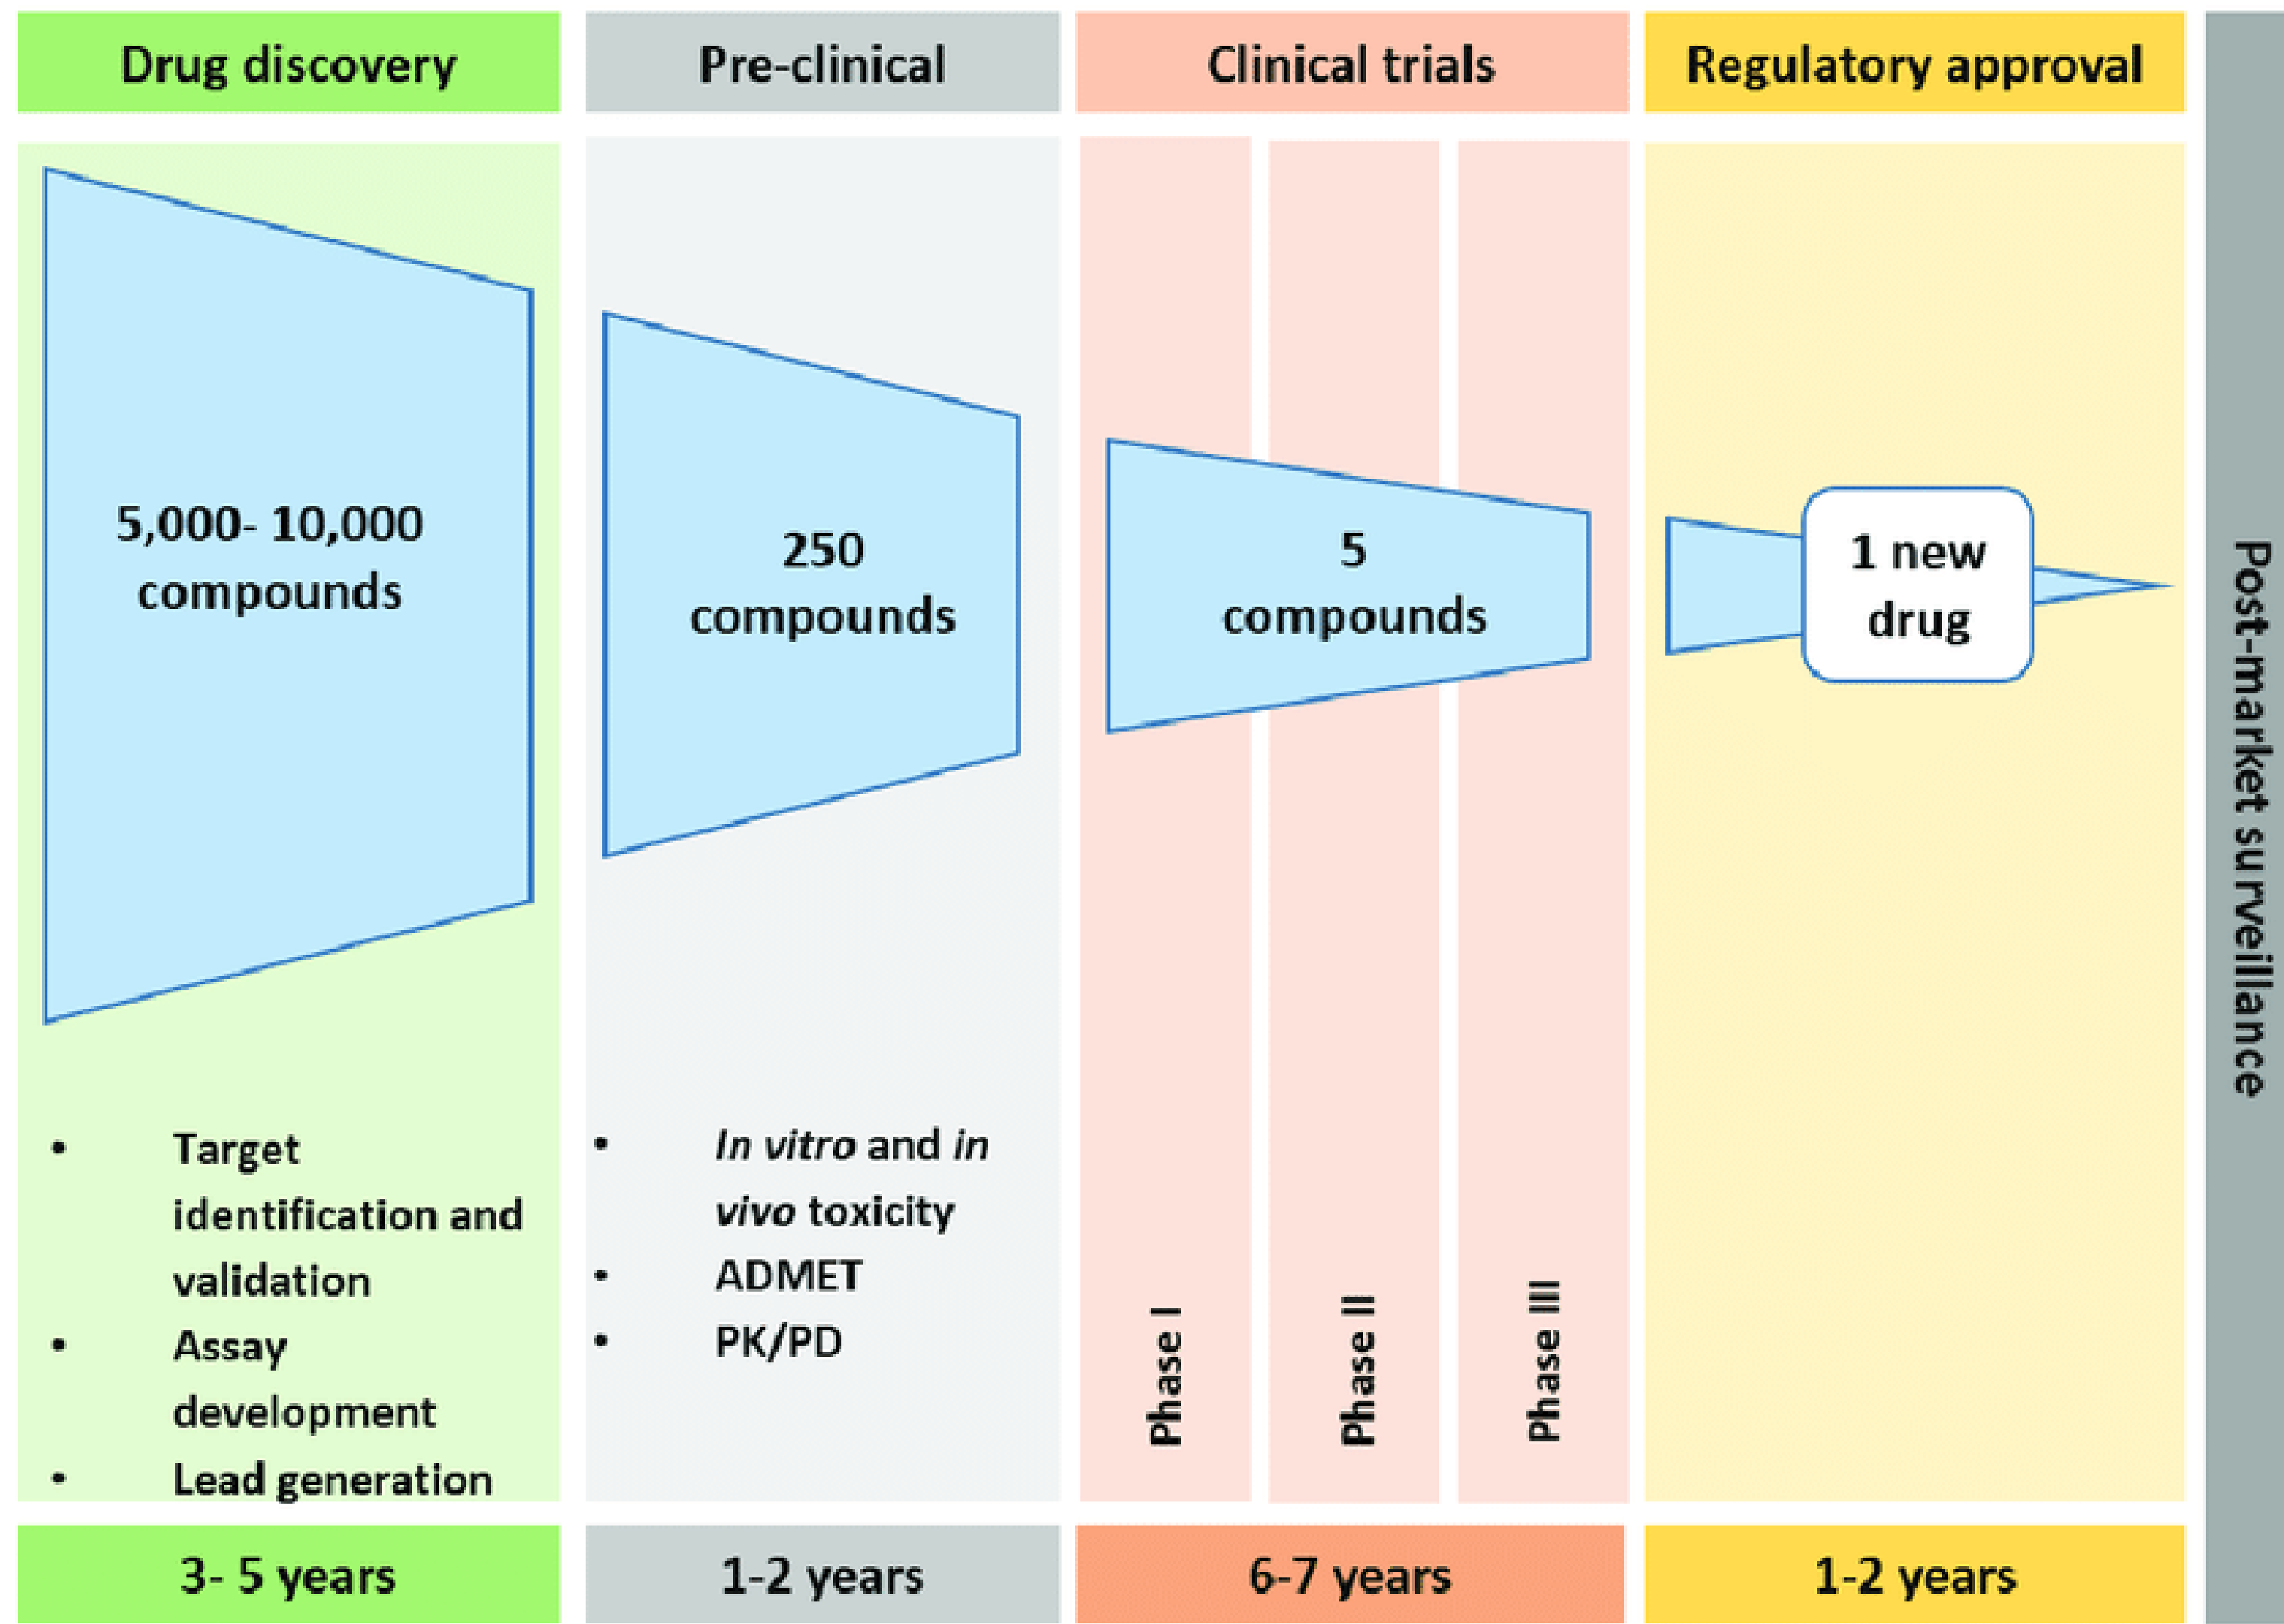 Drug discovery
5,000- 10,000
compounds
• Target
identification and
validation
• Assay
development
• Lead generation
3- 5 years
Pre-clinical
250
compounds
• In vitro and in
vivo toxicity
• ADMET
• PK/PD
1-2 years
Clinical trials
5
compounds
Phase I
Phase II
Phase III
6-7 years
Regulatory approval
1 new
drug
1-2 years
Post-market surveillance